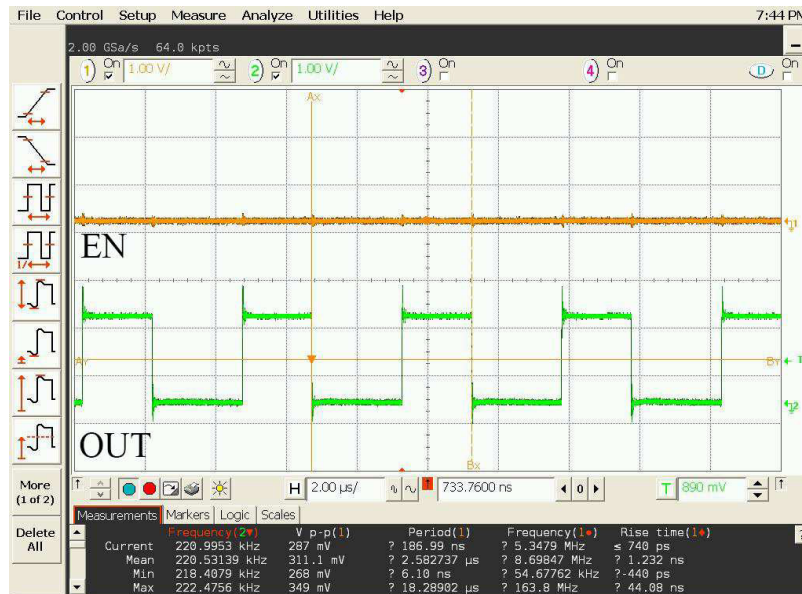 File Control Setup Measure Analyze Utilities Help 7:44 PM
2.00 GSa/s 64.0 kpts
1 On 1.00 V/ 2 On 1.00 V/ 3 On 4 On D On
Ax
1
EN
1/
Ay By T
2
OUT
Bx
More
(1 of 2)
Delete
All
H 2.00 µs/ 733.7600 ns 0 T 890 mV
Measurements Markers Logic Scales
Frequency(2) V p-p(1) Period(1) Frequency(1) Rise time(1)
Current 220.9953 kHz 287 mV ? 186.99 ns ? 5.3479 MHz ≤ 740 ps
Mean 220.53139 kHz 311.1 mV ? 2.582737 µs ? 8.69847 MHz ? 1.232 ns
Min 218.4079 kHz 268 mV ? 6.10 ns ? 54.67762 kHz ?-440 ps
Max 222.4756 kHz 349 mV ? 18.28902 µs ? 163.8 MHz ? 44.08 ns